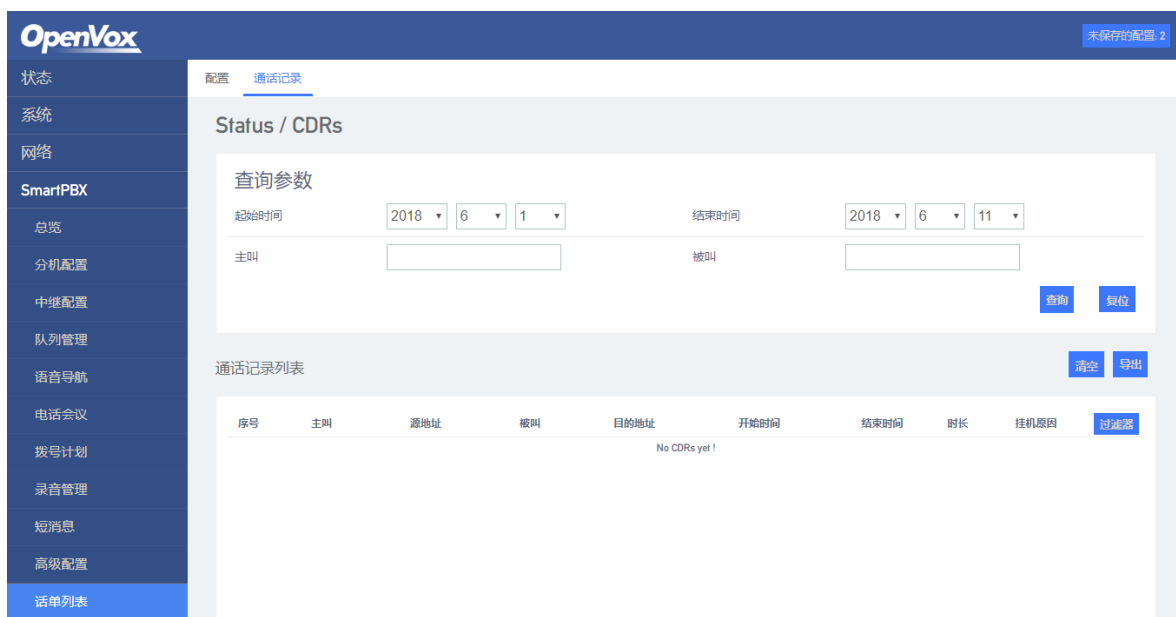 OpenVox
未保存的配置: 2
状态
系统
网络
SmartPBX
总览
分机配置
中继配置
队列管理
语音导航
电话会议
拨号计划
录音管理
短消息
高级配置
话单列表
配置 通话记录
Status / CDRs
查询参数
起始时间 2018 6 1 结束时间 2018 6 11
主叫 被叫
查询 复位
通话记录列表 清空 导出
序号 主叫 源地址 被叫 目的地址 开始时间 结束时间 时长 挂机原因 过滤器
No CDRs yet !